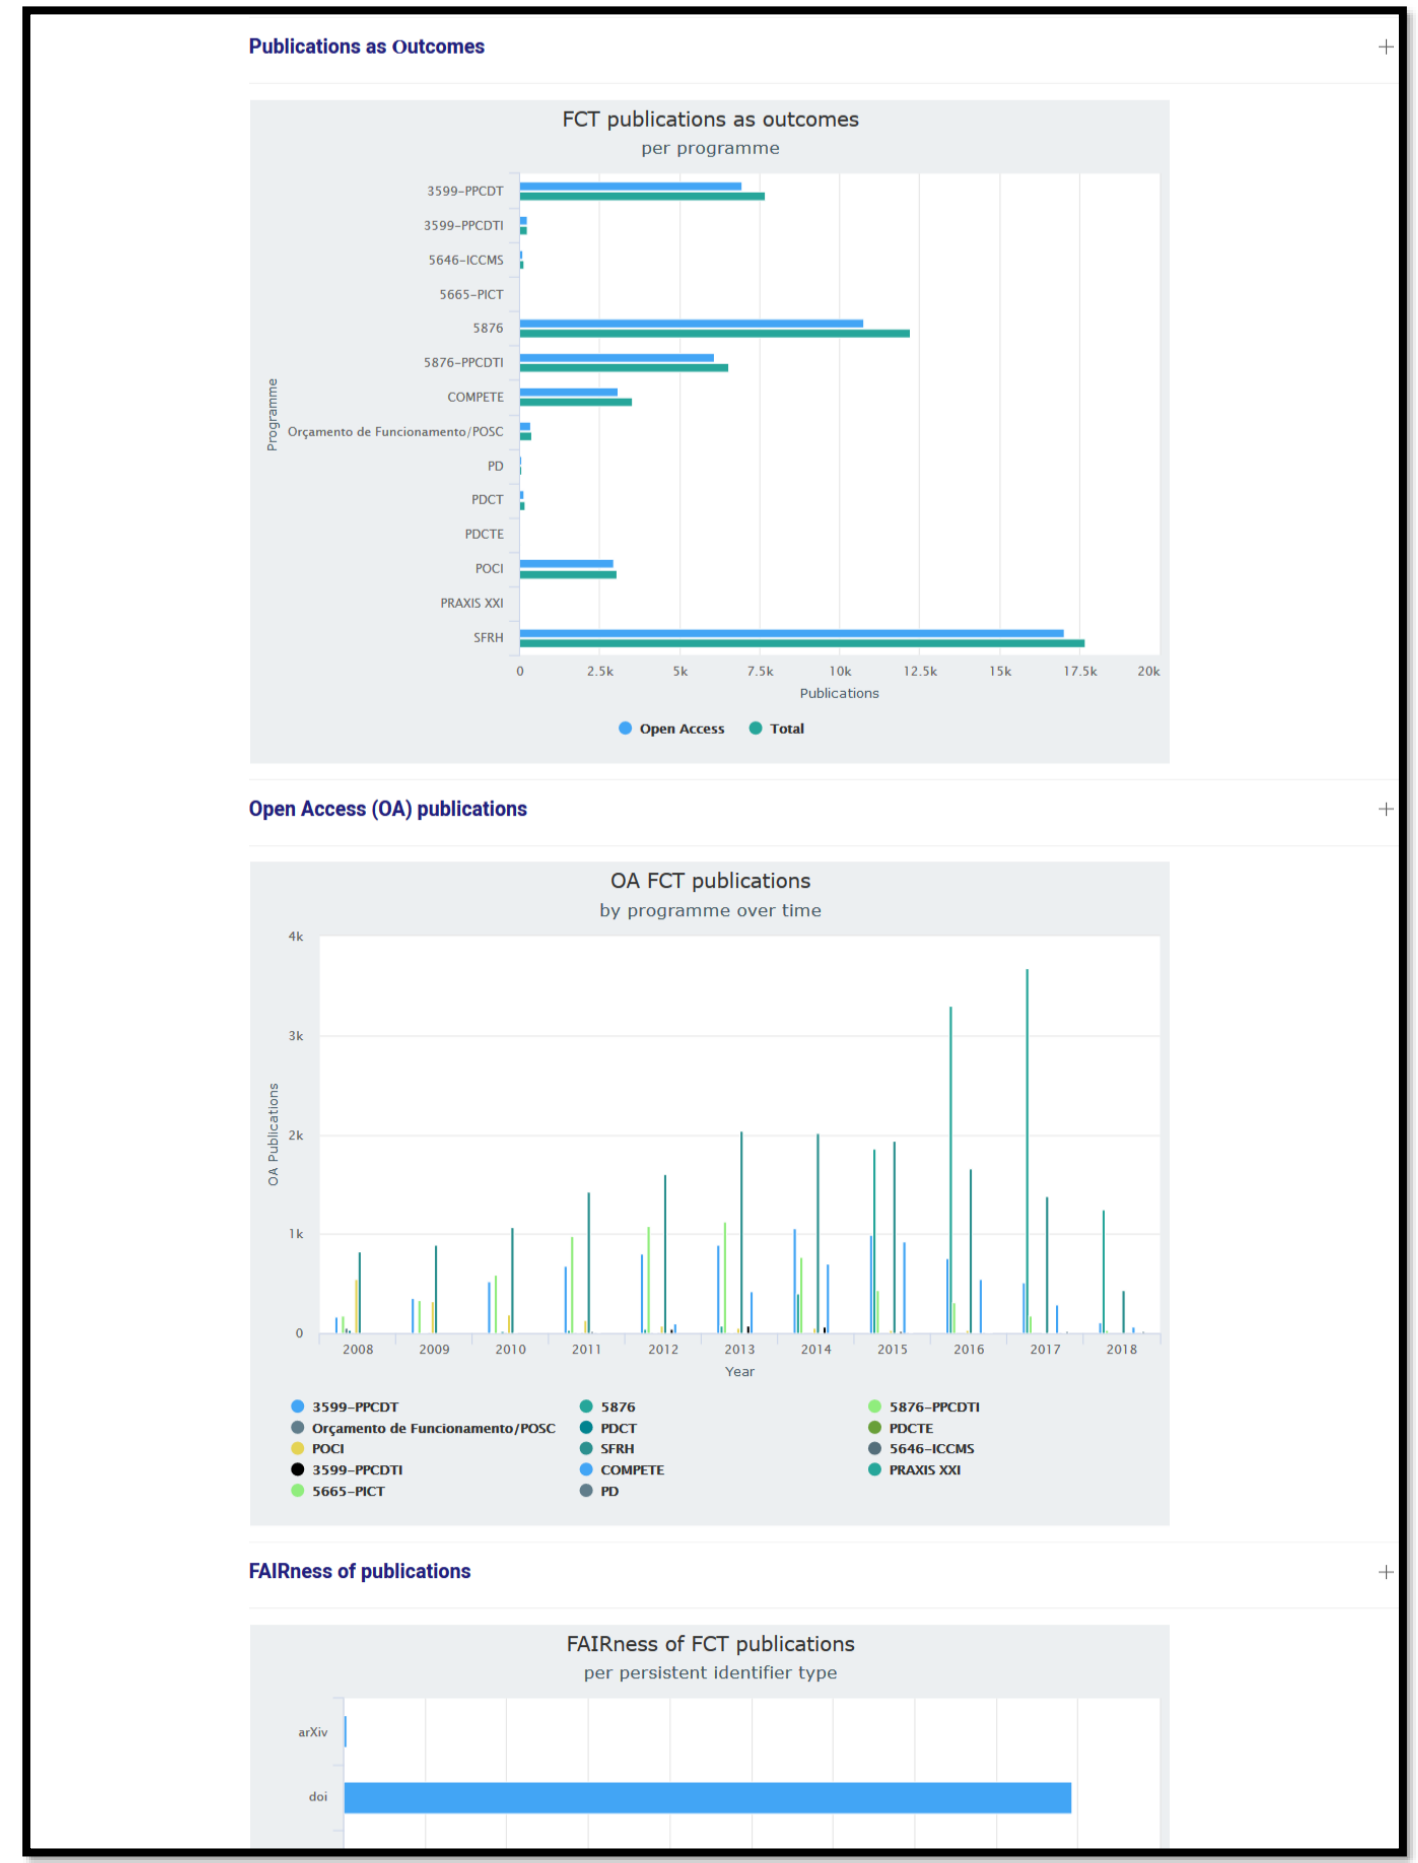 Publications as Outcomes
+
FCT publications as outcomes
per programme
Programme
3599-PPCDT
3599-PPCDTI
5646-ICCMS
5665-PICT
5876
5876-PPCDTI
COMPETE
Orçamento de Funcionamento/POSC
PD
PDCT
PDCTE
POCI
PRAXIS XXI
SFRH
0 2.5k 5k 7.5k 10k 12.5k 15k 17.5k 20k
Publications
Open Access Total
Open Access (OA) publications
+
OA FCT publications
by programme over time
OA Publications
4k
3k
2k
1k
0
2008 2009 2010 2011 2012 2013 2014 2015 2016 2017 2018
Year
3599-PPCDT 5876 5876-PPCDTI
Orçamento de Funcionamento/POSC PDCT PDCTE
POCI SFRH 5646-ICCMS
3599-PPCDTI COMPETE PRAXIS XXI
5665-PICT PD
FAIRness of publications
+
FAIRness of FCT publications
per persistent identifier type
arXiv
doi